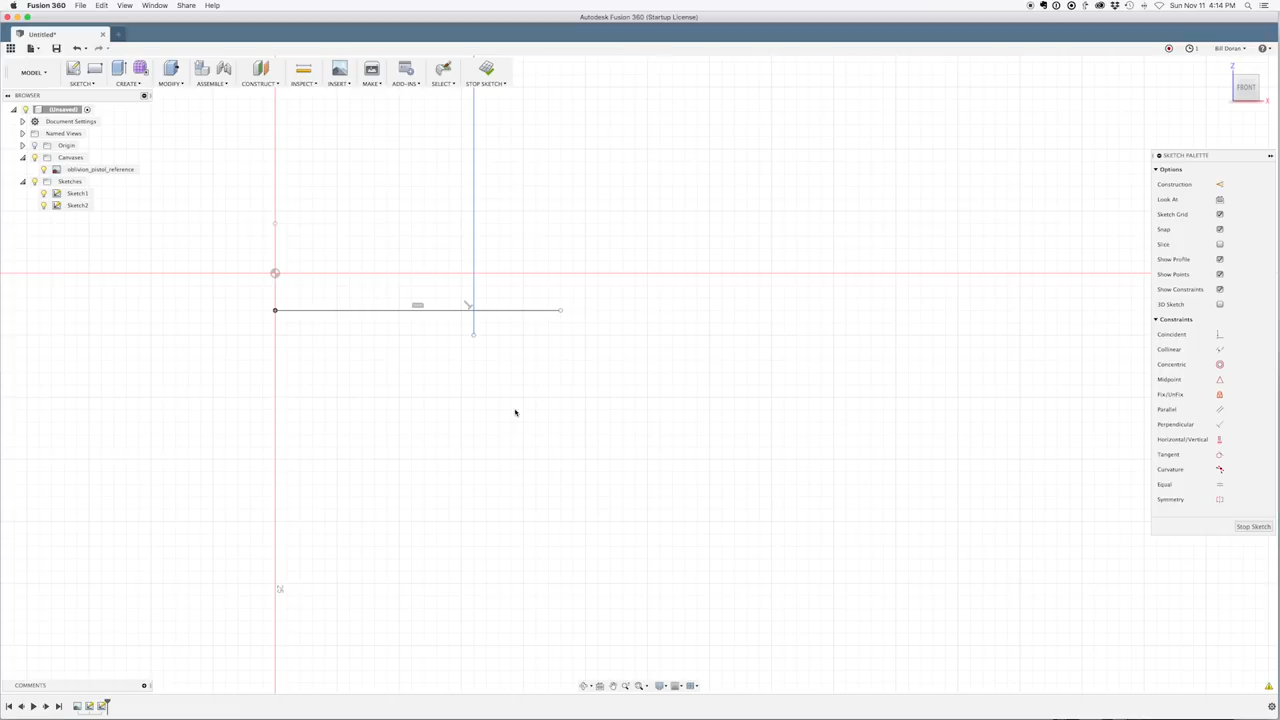 Fusion 360 File Edit View Window Share Help
Sun Nov 11 4:14 PM
Autodesk Fusion 360 (Startup License)
Untitled*
1
Bill Doran
MODEL
SKETCH
CREATE
MODIFY
ASSEMBLE
CONSTRUCT
INSPECT
INSERT
MAKE
ADD-INS
SELECT
STOP SKETCH
BROWSER
(Unsaved)
Document Settings
Named Views
Origin
Canvases
oblivion_pistol_reference
Sketches
Sketch1
Sketch2
Z
FRONT
X
SKETCH PALETTE
Options
Construction
Look At
Sketch Grid
Snap
Slice
Show Profile
Show Points
Show Constraints
3D Sketch
Constraints
Coincident
Collinear
Concentric
Midpoint
Fix/UnFix
Parallel
Perpendicular
Horizontal/Vertical
Tangent
Curvature
Equal
Symmetry
Stop Sketch
COMMENTS